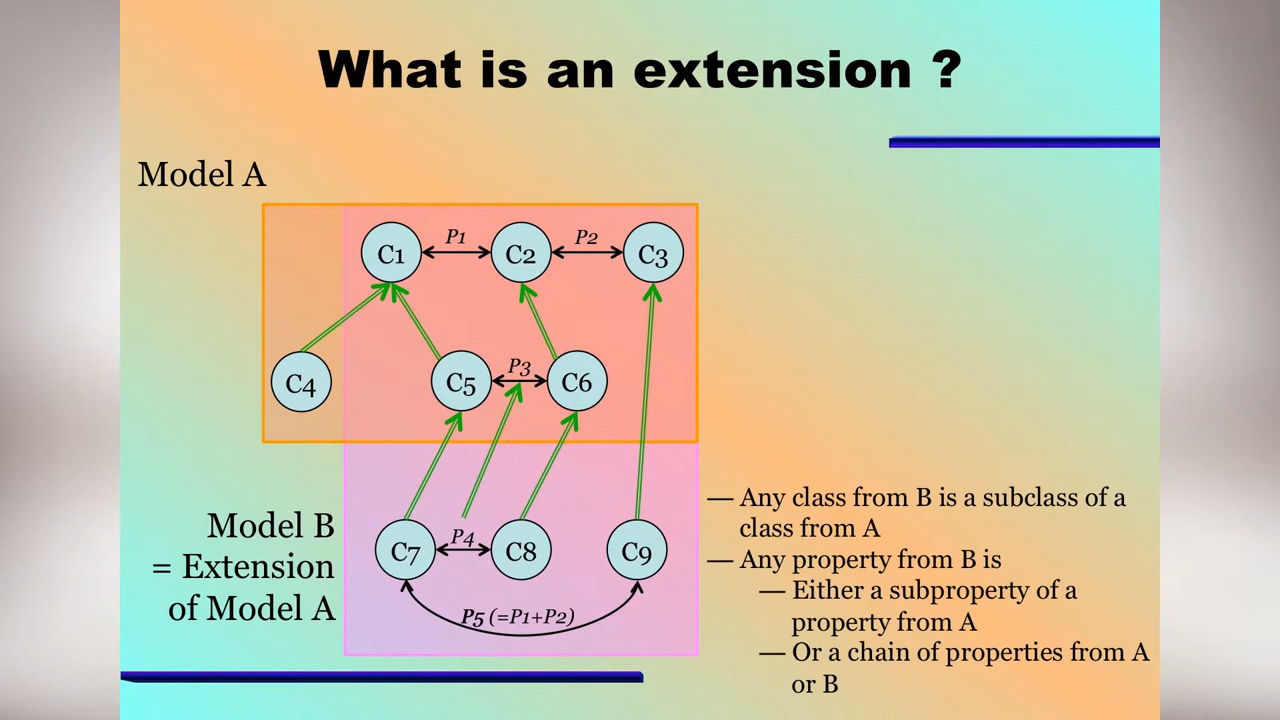 What is an extension ?
Model A
C1
P1
C2
P2
C3
C4
C5
P3
C6
Model B
= Extension
of Model A
C7
P4
C8
C9
P5 (=P1+P2)
— Any class from B is a subclass of a
class from A
— Any property from B is
— Either a subproperty of a
property from A
— Or a chain of properties from A
or B